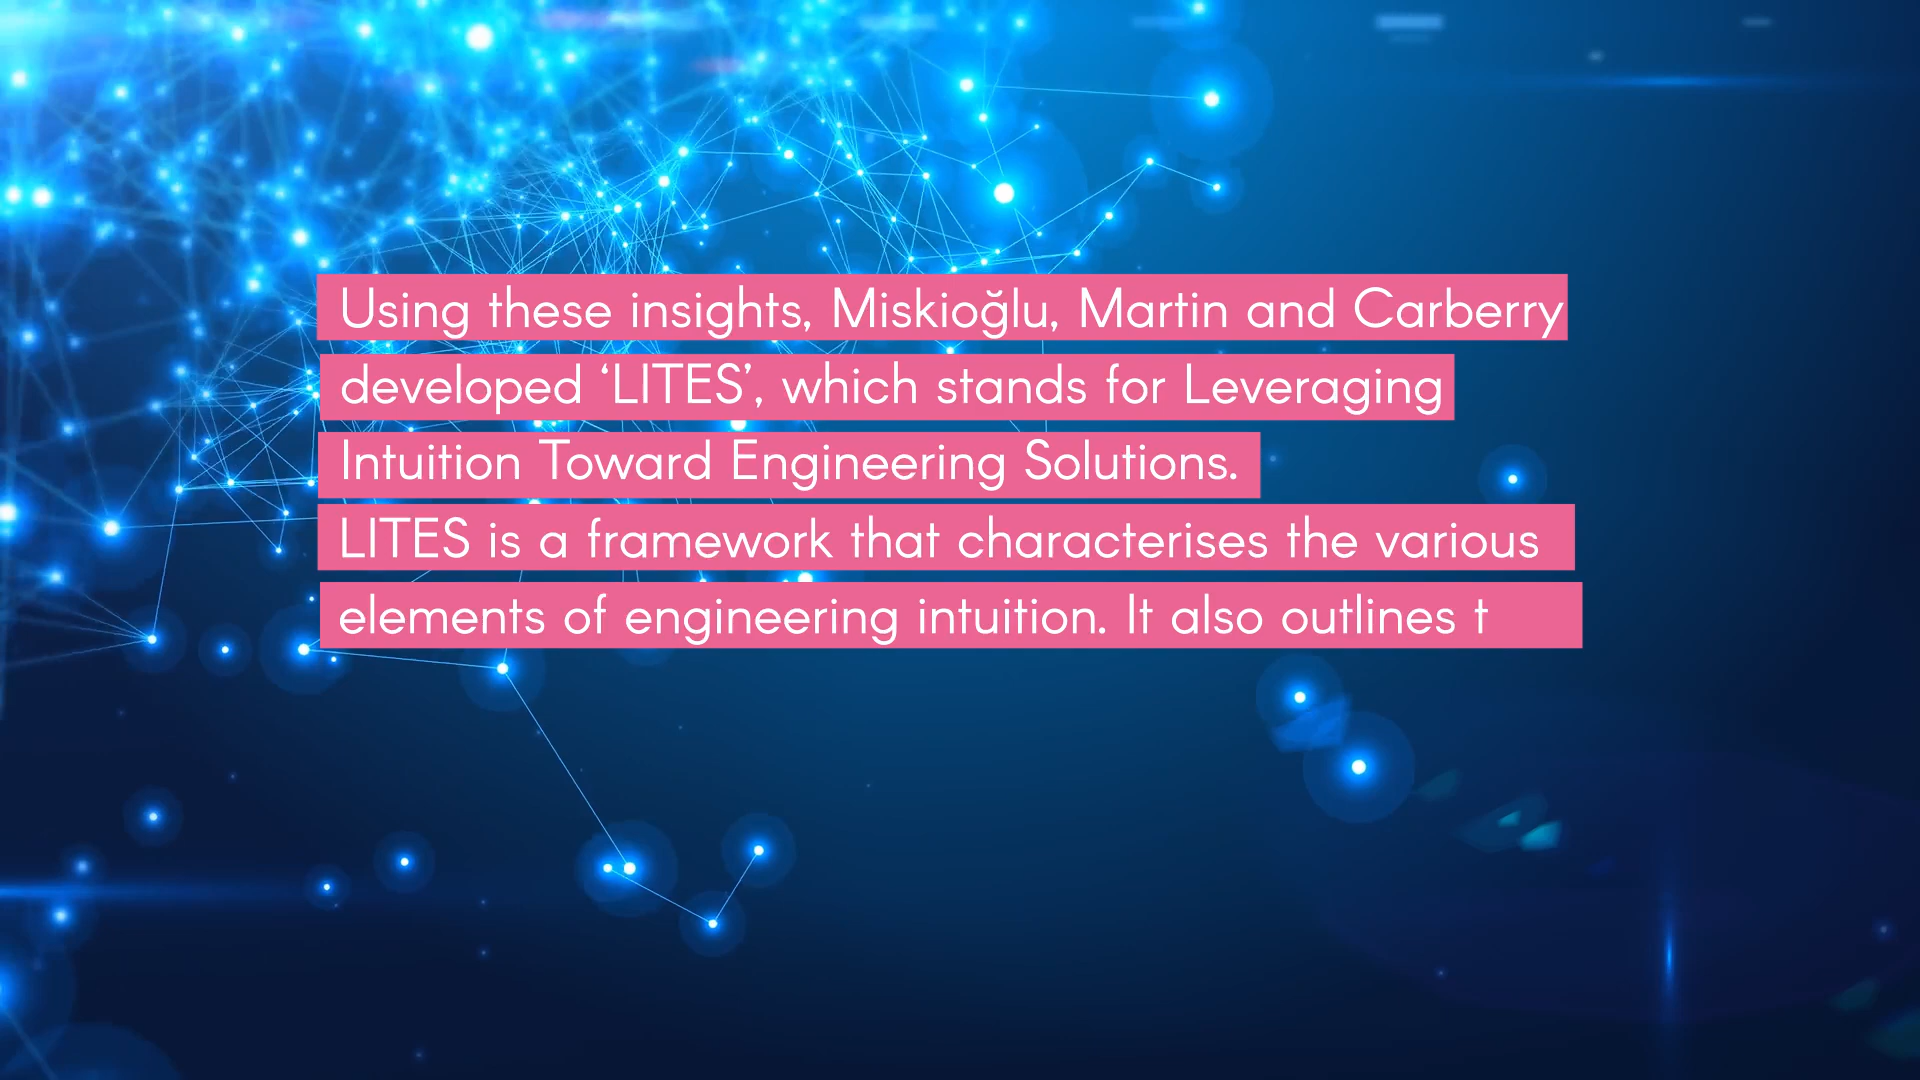 Using these insights, Miskioğlu, Martin and Carberry
developed ‘LITES’, which stands for Leveraging
Intuition Toward Engineering Solutions.
LITES is a framework that characterises the various
elements of engineering intuition. It also outlines t